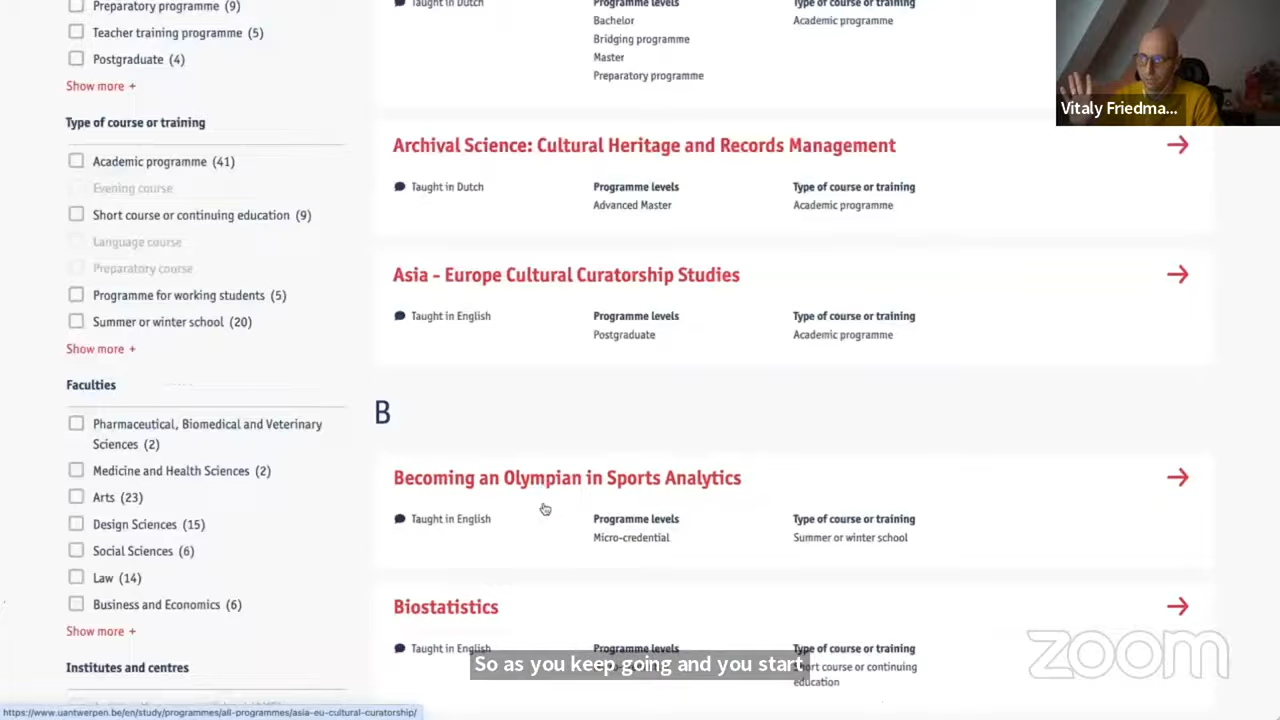 Preparatory programme (9)
Teacher training programme (5)
Postgraduate (4)
Show more +
Type of course or training
Academic programme (41)
Evening course
Short course or continuing education (9)
Language course
Preparatory course
Programme for working students (5)
Summer or winter school (20)
Show more +
Faculties
Pharmaceutical, Biomedical and Veterinary
Sciences (2)
Medicine and Health Sciences (2)
Arts (23)
Design Sciences (15)
Social Sciences (6)
Law (14)
Business and Economics (6)
Show more +
Institutes and centres
Taught in Dutch
Programme levels
Bachelor
Bridging programme
Master
Preparatory programme
Type of course or training
Academic programme
Archival Science: Cultural Heritage and Records Management
Taught in Dutch
Programme levels
Advanced Master
Type of course or training
Academic programme
Asia - Europe Cultural Curatorship Studies
Taught in English
Programme levels
Postgraduate
Type of course or training
Academic programme
B
Becoming an Olympian in Sports Analytics
Taught in English
Programme levels
Micro-credential
Type of course or training
Summer or winter school
Biostatistics
Taught in English
Programme levels
Type of course or training
Short course or continuing
education
Vitaly Friedma...
So as you keep going and you start
zoom
https://www.uantwerpen.be/en/study/programmes/all-programmes/asia-eu-cultural-curatorship/